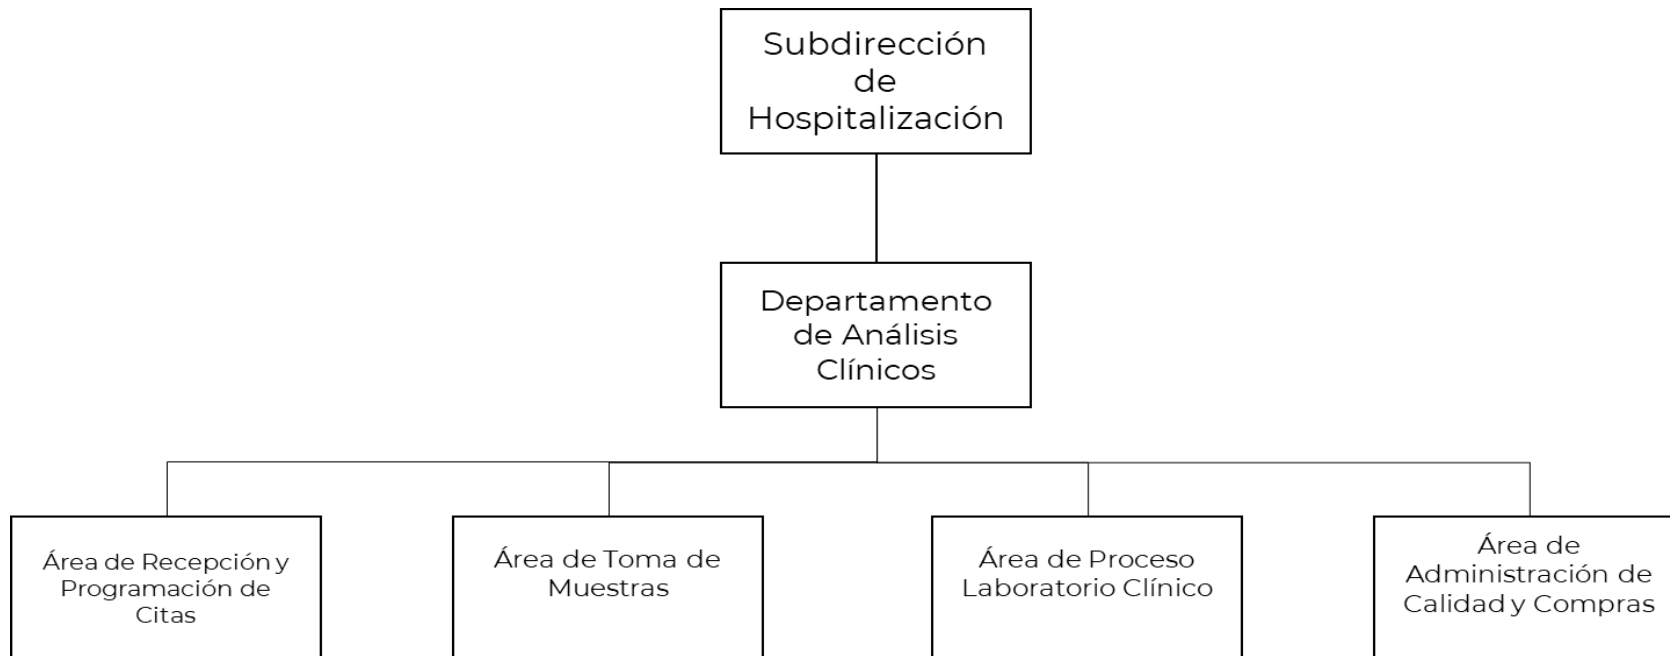 Subdirección
de
Hospitalización
Departamento
de Análisis
Clínicos
Área de Recepción y
Programación de
Citas
Área de Toma de
Muestras
Área de Proceso
Laboratorio Clínico
Área de
Administración de
Calidad y Compras